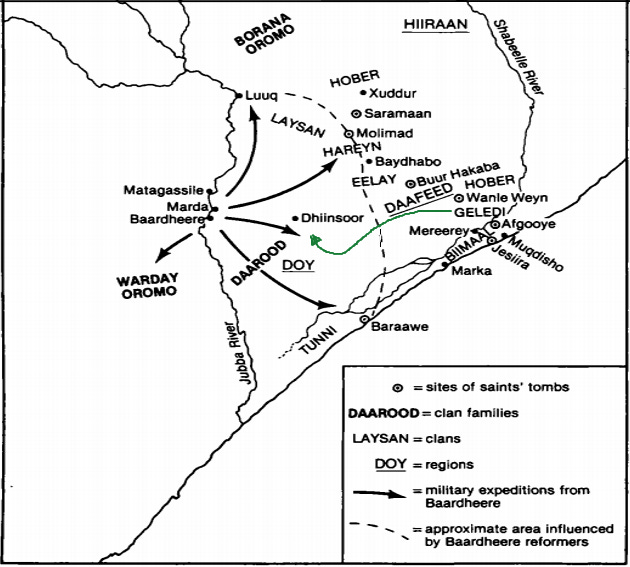 BORANA
OROMO
HIIRAAN
Shabeelle River
HOBER
Luuq
Xuddur
Saramaan
LAYSAN
Molimad
HAREYN
Baydhabo
EELAY
Buur Hakaba
Matagassile
DAAFEED
HOBER
Wanle Weyn
Marda
Baardheere
Dhiinsoor
GELEDI
Afgooye
Mereerey
BIIMAAL
Muqdisho
Jesiira
DAAROOD
DOY
Marka
WARDAY
OROMO
Baraawe
TUNNI
Jubba River
= sites of saints' tombs
DAAROOD = clan families
LAYSAN = clans
DOY = regions
= military expeditions from
Baardheere
= approximate area influenced
by Baardheere reformers